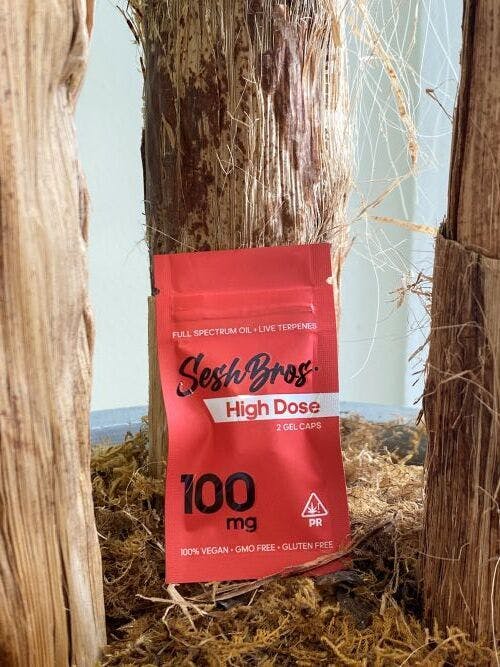 FULL SPECTRUM OIL + LIVE TERPENES
SeshBros.
High Dose
2 GEL CAPS
100
mg
PR
100% VEGAN • GMO FREE • GLUTEN FREE